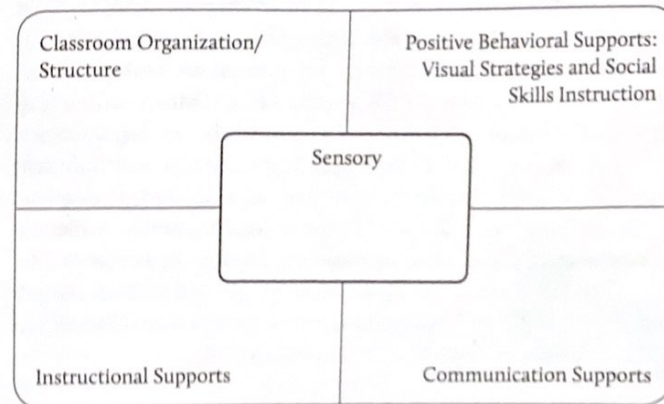 Classroom Organization/
Structure
Positive Behavioral Supports:
Visual Strategies and Social
Skills Instruction
Sensory
Instructional Supports
Communication Supports